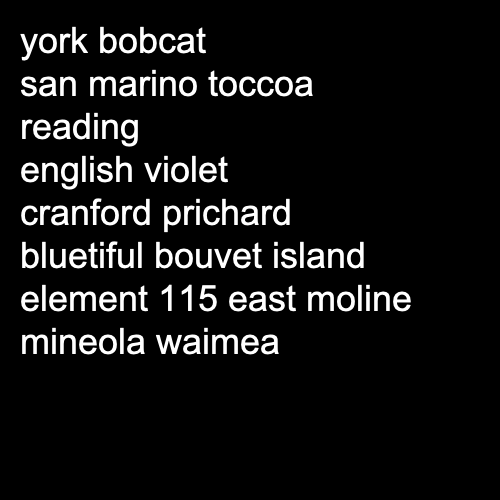 york bobcat
san marino toccoa
reading
english violet
cranford prichard
bluetiful bouvet island
element 115 east moline
mineola waimea